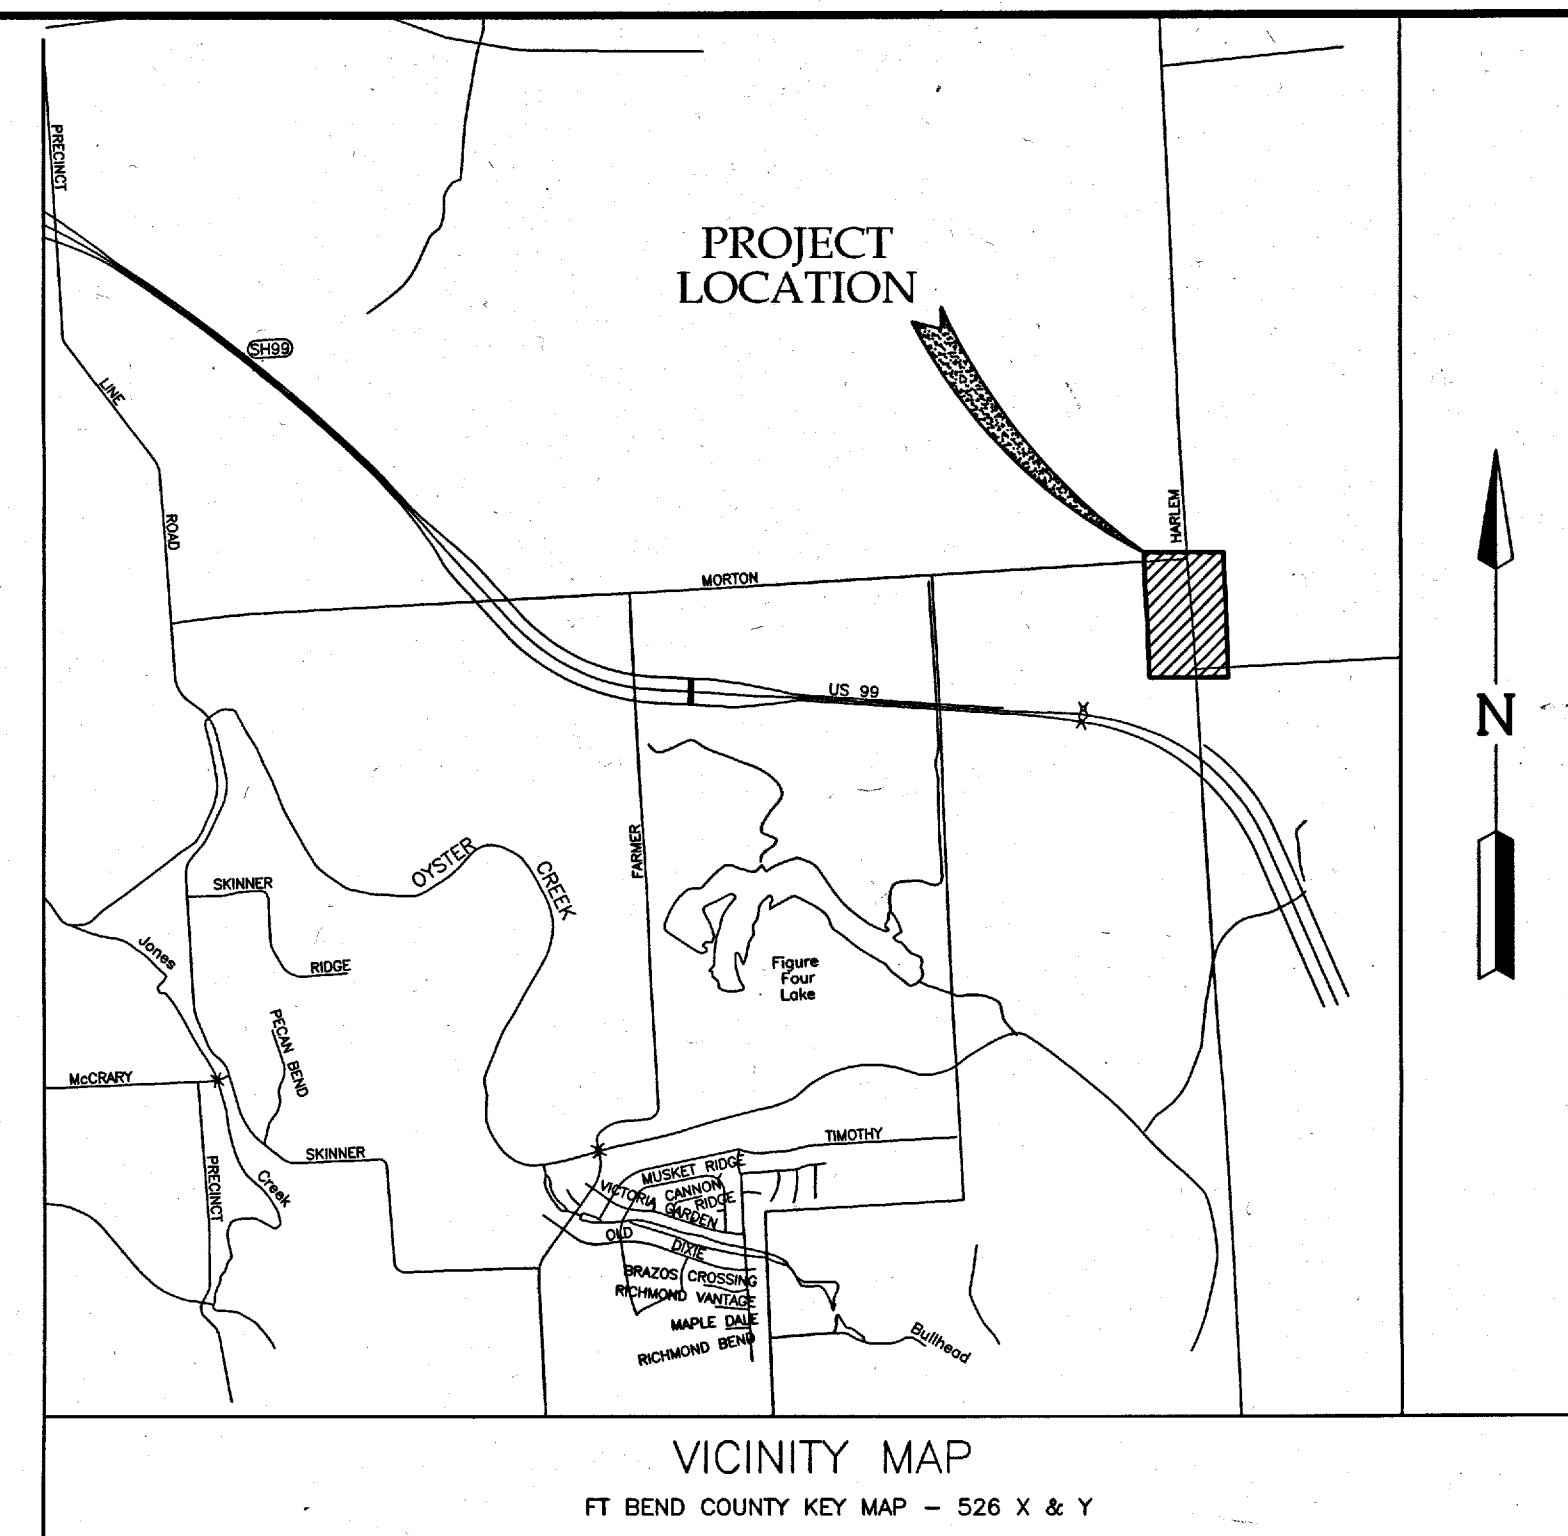 PRECINCT
PROJECT
LOCATION
SH99
LINE
HARLEM
ROAD
MORTON
US 99
N
OYSTER
CREEK
FARMER
SKINNER
Jones
RIDGE
Figure
Four
Lake
PECAN BEND
McCRARY
TIMOTHY
SKINNER
MUSKET RIDGE
PRECINCT
Creek
VICTORIA
GARDEN
CANNON
RIDGE
OLD
DIXIE
BRAZOS CROSSING
RICHMOND VANTAGE
MAPLE DALE
RICHMOND BEND
Bullhead
VICINITY MAP
FT BEND COUNTY KEY MAP – 526 X & Y